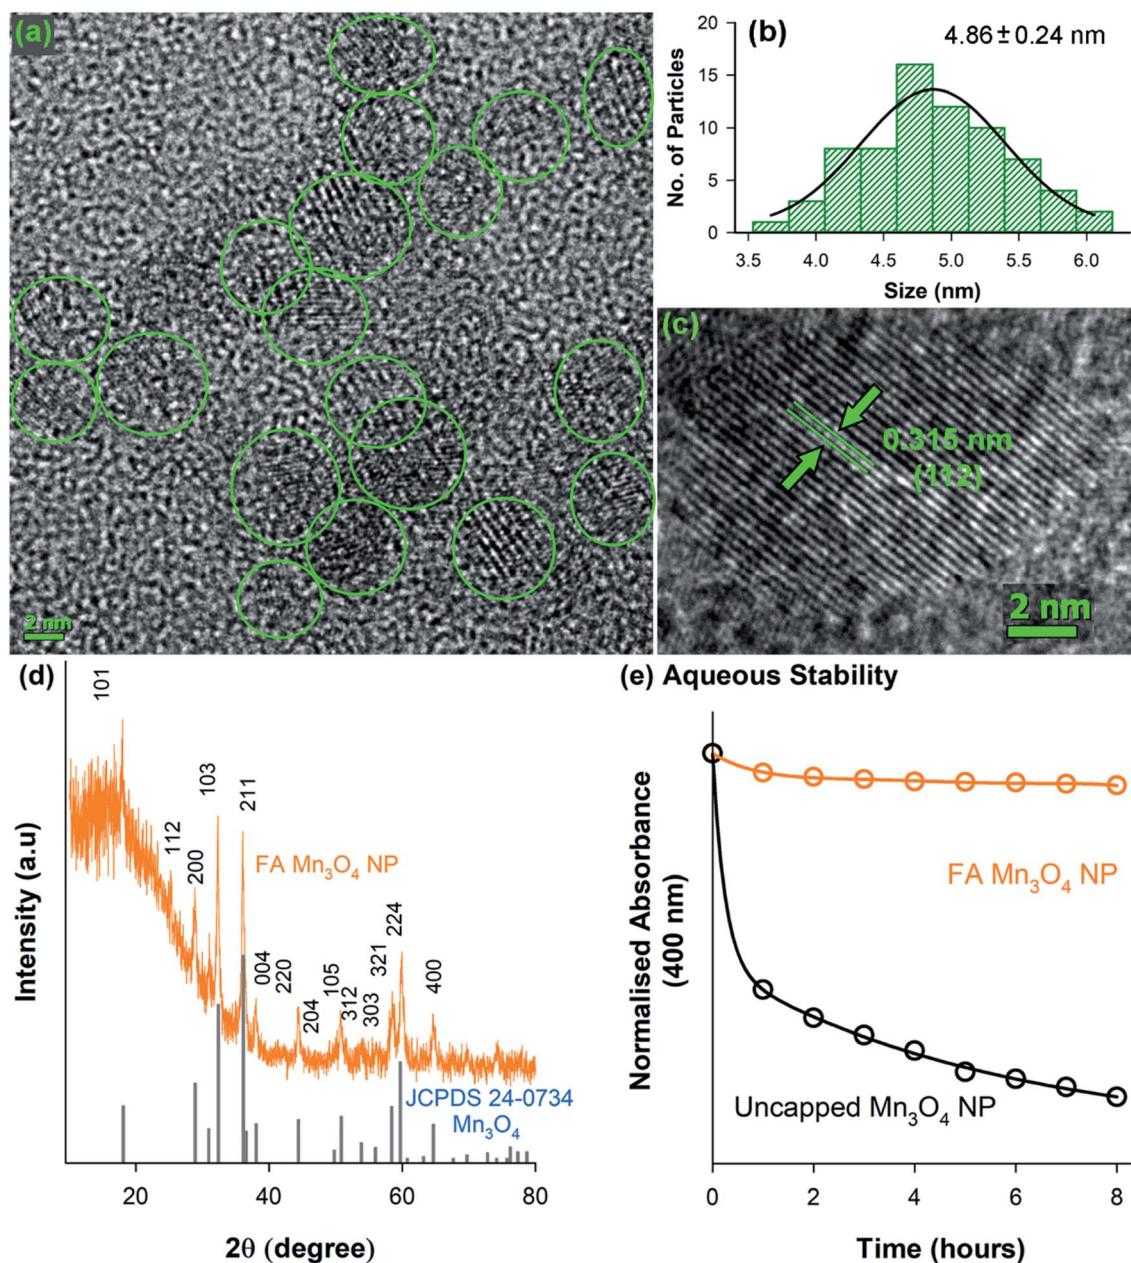 (a)
2 nm
(b)
4.86 ± 0.24 nm
No. of Particles
20
15
10
5
0
3.5 4.0 4.5 5.0 5.5 6.0
Size (nm)
(c)
0.315 nm
(112)
2 nm
(d)
Intensity (a.u)
101
112
200
103
211
FA Mn₃O₄ NP
004
220
204
105
312
303
321
224
400
JCPDS 24-0734
Mn₃O₄
20 40 60 80
2θ (degree)
(e) Aqueous Stability
Normalised Absorbance
(400 nm)
FA Mn₃O₄ NP
Uncapped Mn₃O₄ NP
0 2 4 6 8
Time (hours)